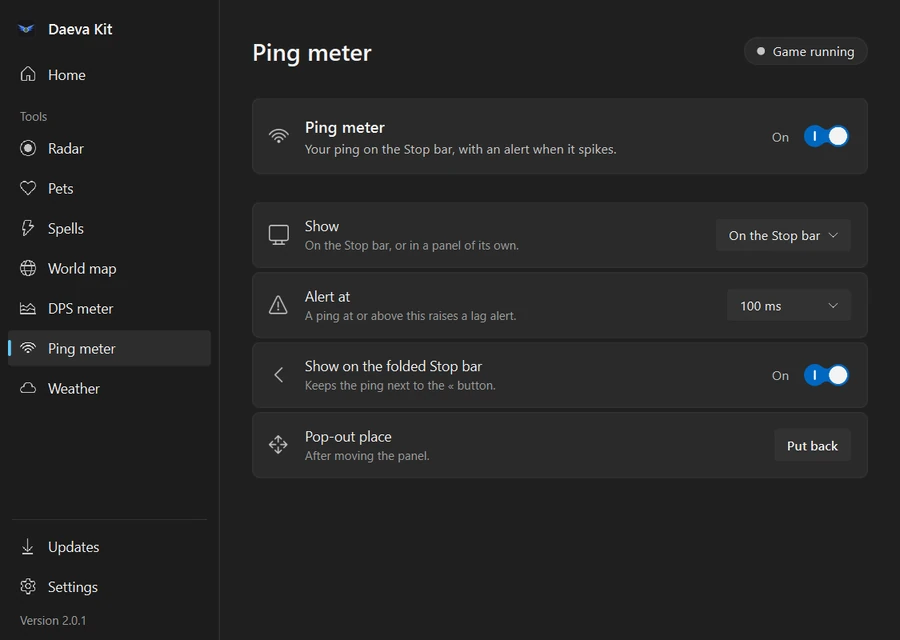 Daeva Kit
Home
Tools
Radar
Pets
Spells
World map
DPS meter
Ping meter
Weather
Updates
Settings
Version 2.0.1
Ping meter
Game running
Ping meter
Your ping on the Stop bar, with an alert when it spikes.
On
Show
On the Stop bar, or in a panel of its own.
On the Stop bar
Alert at
A ping at or above this raises a lag alert.
100 ms
Show on the folded Stop bar
Keeps the ping next to the « button.
On
Pop-out place
After moving the panel.
Put back